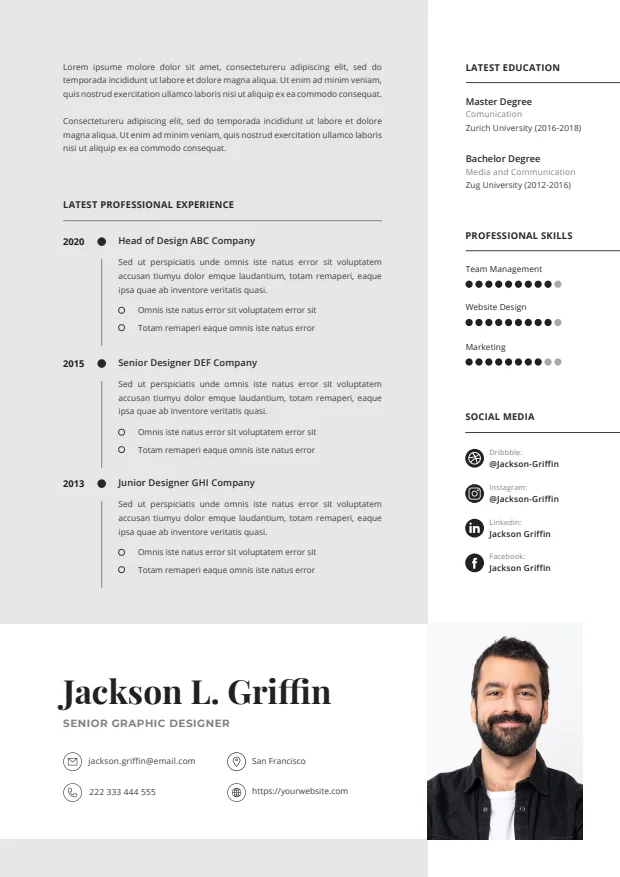 Lorem ipsume molore dolor sit amet, consectetureru adipiscing elit, sed do
temporada incididunt ut labore et dolore magna aliqua. Ut enim ad minim veniam,
quis nostrud exercitation ullamco laboris nisi ut aliquip ex ea commodo consequat.
Consectetureru adipiscing elit, sed do temporada incididunt ut labore et dolore
magna aliqua. Ut enim ad minim veniam, quis nostrud exercitation ullamco laboris
nisi ut aliquip ex ea commodo consequat.
LATEST PROFESSIONAL EXPERIENCE
2020
Head of Design ABC Company
Sed ut perspiciatis unde omnis iste natus error sit voluptatem
accusan tiumyu dolor emque laudantium, totam remaperi, eaque
ipsa quae ab inventore veritatis quasi.
Omnis iste natus error sit voluptatem error sit
Totam remaperi eaque omnis iste natus error
2015
Senior Designer DEF Company
Sed ut perspiciatis unde omnis iste natus error sit voluptatem
accusan tiumyu dolor emque laudantium, totam remaperi, eaque
ipsa quae ab inventore veritatis quasi.
Omnis iste natus error sit voluptatem error sit
Totam remaperi eaque omnis iste natus error
2013
Junior Designer GHI Company
Sed ut perspiciatis unde omnis iste natus error sit voluptatem
accusan tiumyu dolor emque laudantium, totam remaperi, eaque
ipsa quae ab inventore veritatis quasi.
Omnis iste natus error sit voluptatem error sit
Totam remaperi eaque omnis iste natus error
LATEST EDUCATION
Master Degree
Comunication
Zurich University (2016-2018)
Bachelor Degree
Media and Communication
Zug University (2012-2016)
PROFESSIONAL SKILLS
Team Management
Website Design
Marketing
SOCIAL MEDIA
Dribbble:
@Jackson-Griffin
Instagram:
@Jackson-Griffin
Linkedin:
Jackson Griffin
Facebook:
Jackson Griffin
Jackson L. Griffin
SENIOR GRAPHIC DESIGNER
jackson.griffin@email.com
San Francisco
222 333 444 555
https://yourwebsite.com